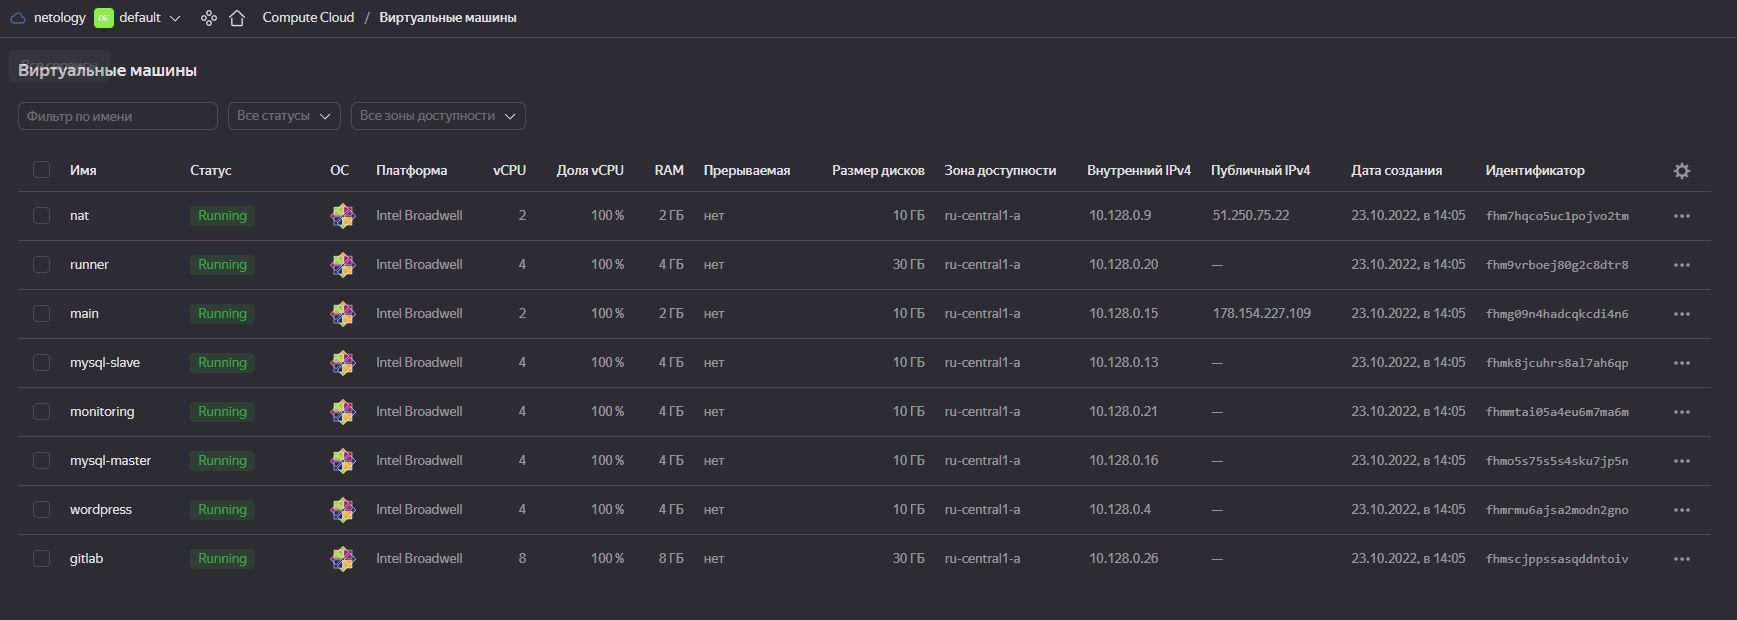 netology DE default Compute Cloud / Виртуальные машины
Все сервисы
Виртуальные машины
Фильтр по имени Все статусы Все зоны доступности
Имя Статус ОС Платформа vCPU Доля vCPU RAM Прерываемая Размер дисков Зона доступности Внутренний IPv4 Публичный IPv4 Дата создания Идентификатор
nat Running Intel Broadwell 2 100 % 2 ГБ нет 10 ГБ ru-central1-a 10.128.0.9 51.250.75.22 23.10.2022, в 14:05 fhm7hqco5uc1pojvo2tm
runner Running Intel Broadwell 4 100 % 4 ГБ нет 30 ГБ ru-central1-a 10.128.0.20 — 23.10.2022, в 14:05 fhm9vrboej80g2c8dtr8
main Running Intel Broadwell 2 100 % 2 ГБ нет 10 ГБ ru-central1-a 10.128.0.15 178.154.227.109 23.10.2022, в 14:05 fhmg09n4hadcqkcdi4n6
mysql-slave Running Intel Broadwell 4 100 % 4 ГБ нет 10 ГБ ru-central1-a 10.128.0.13 — 23.10.2022, в 14:05 fhmk8jcuhrs8al7ah6qp
monitoring Running Intel Broadwell 4 100 % 4 ГБ нет 10 ГБ ru-central1-a 10.128.0.21 — 23.10.2022, в 14:05 fhmmtai05a4eu6m7ma6m
mysql-master Running Intel Broadwell 4 100 % 4 ГБ нет 10 ГБ ru-central1-a 10.128.0.16 — 23.10.2022, в 14:05 fhmo5s75s5s4sku7jp5n
wordpress Running Intel Broadwell 4 100 % 4 ГБ нет 10 ГБ ru-central1-a 10.128.0.4 — 23.10.2022, в 14:05 fhmrmu6ajsa2modn2gno
gitlab Running Intel Broadwell 8 100 % 8 ГБ нет 30 ГБ ru-central1-a 10.128.0.26 — 23.10.2022, в 14:05 fhmscjppssasqddntoiv